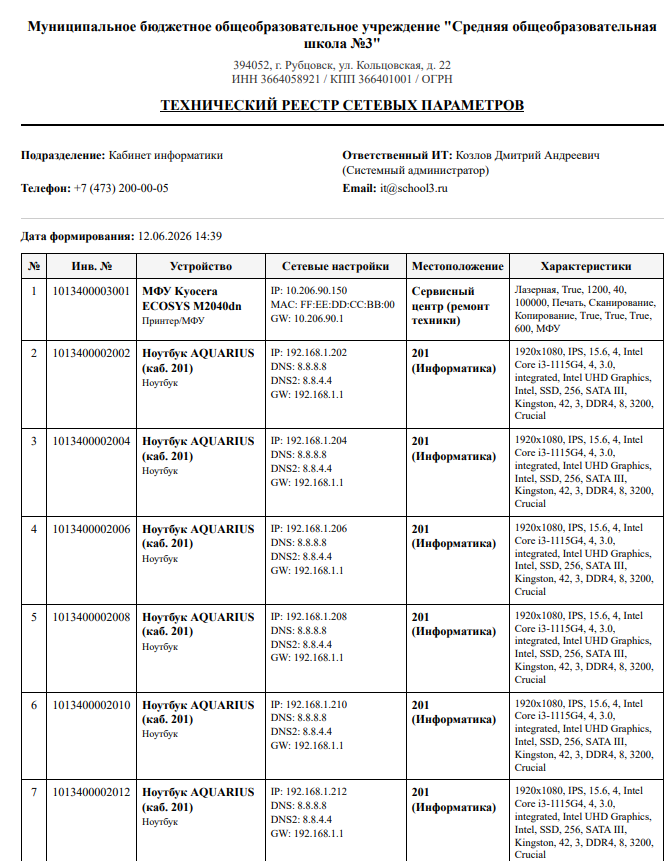 Муниципальное бюджетное общеобразовательное учреждение "Средняя общеобразовательная
школа №3"
394052, г. Рубцовск, ул. Кольцовская, д. 22
ИНН 3664058921 / КПП 366401001 / ОГРН
ТЕХНИЧЕСКИЙ РЕЕСТР СЕТЕВЫХ ПАРАМЕТРОВ
Подразделение: Кабинет информатики
Ответственный ИТ: Козлов Дмитрий Андреевич
(Системный администратор)
Телефон: +7 (473) 200-00-05
Email: it@school3.ru
Дата формирования: 12.06.2026 14:39
№ Инв. № Устройство Сетевые настройки Местоположение Характеристики
1
1013400003001
МФУ Kyocera
ECOSYS M2040dn
Принтер/МФУ
IP: 10.206.90.150
MAC: FF:EE:DD:CC:BB:00
GW: 10.206.90.1
Сервисный
центр (ремонт
техники)
Лазерная, True, 1200, 40,
100000, Печать, Сканирование,
Копирование, True, True, True,
600, МФУ
2
1013400002002
Ноутбук AQUARIUS
(каб. 201)
Ноутбук
IP: 192.168.1.202
DNS: 8.8.8.8
DNS2: 8.8.4.4
GW: 192.168.1.1
201
(Информатика)
1920x1080, IPS, 15.6, 4, Intel
Core i3-1115G4, 4, 3.0,
integrated, Intel UHD Graphics,
Intel, SSD, 256, SATA III,
Kingston, 42, 3, DDR4, 8, 3200,
Crucial
3
1013400002004
Ноутбук AQUARIUS
(каб. 201)
Ноутбук
IP: 192.168.1.204
DNS: 8.8.8.8
DNS2: 8.8.4.4
GW: 192.168.1.1
201
(Информатика)
1920x1080, IPS, 15.6, 4, Intel
Core i3-1115G4, 4, 3.0,
integrated, Intel UHD Graphics,
Intel, SSD, 256, SATA III,
Kingston, 42, 3, DDR4, 8, 3200,
Crucial
4
1013400002006
Ноутбук AQUARIUS
(каб. 201)
Ноутбук
IP: 192.168.1.206
DNS: 8.8.8.8
DNS2: 8.8.4.4
GW: 192.168.1.1
201
(Информатика)
1920x1080, IPS, 15.6, 4, Intel
Core i3-1115G4, 4, 3.0,
integrated, Intel UHD Graphics,
Intel, SSD, 256, SATA III,
Kingston, 42, 3, DDR4, 8, 3200,
Crucial
5
1013400002008
Ноутбук AQUARIUS
(каб. 201)
Ноутбук
IP: 192.168.1.208
DNS: 8.8.8.8
DNS2: 8.8.4.4
GW: 192.168.1.1
201
(Информатика)
1920x1080, IPS, 15.6, 4, Intel
Core i3-1115G4, 4, 3.0,
integrated, Intel UHD Graphics,
Intel, SSD, 256, SATA III,
Kingston, 42, 3, DDR4, 8, 3200,
Crucial
6
1013400002010
Ноутбук AQUARIUS
(каб. 201)
Ноутбук
IP: 192.168.1.210
DNS: 8.8.8.8
DNS2: 8.8.4.4
GW: 192.168.1.1
201
(Информатика)
1920x1080, IPS, 15.6, 4, Intel
Core i3-1115G4, 4, 3.0,
integrated, Intel UHD Graphics,
Intel, SSD, 256, SATA III,
Kingston, 42, 3, DDR4, 8, 3200,
Crucial
7
1013400002012
Ноутбук AQUARIUS
(каб. 201)
Ноутбук
IP: 192.168.1.212
DNS: 8.8.8.8
DNS2: 8.8.4.4
GW: 192.168.1.1
201
(Информатика)
1920x1080, IPS, 15.6, 4, Intel
Core i3-1115G4, 4, 3.0,
integrated, Intel UHD Graphics,
Intel, SSD, 256, SATA III,
Kingston, 42, 3, DDR4, 8, 3200,
Crucial